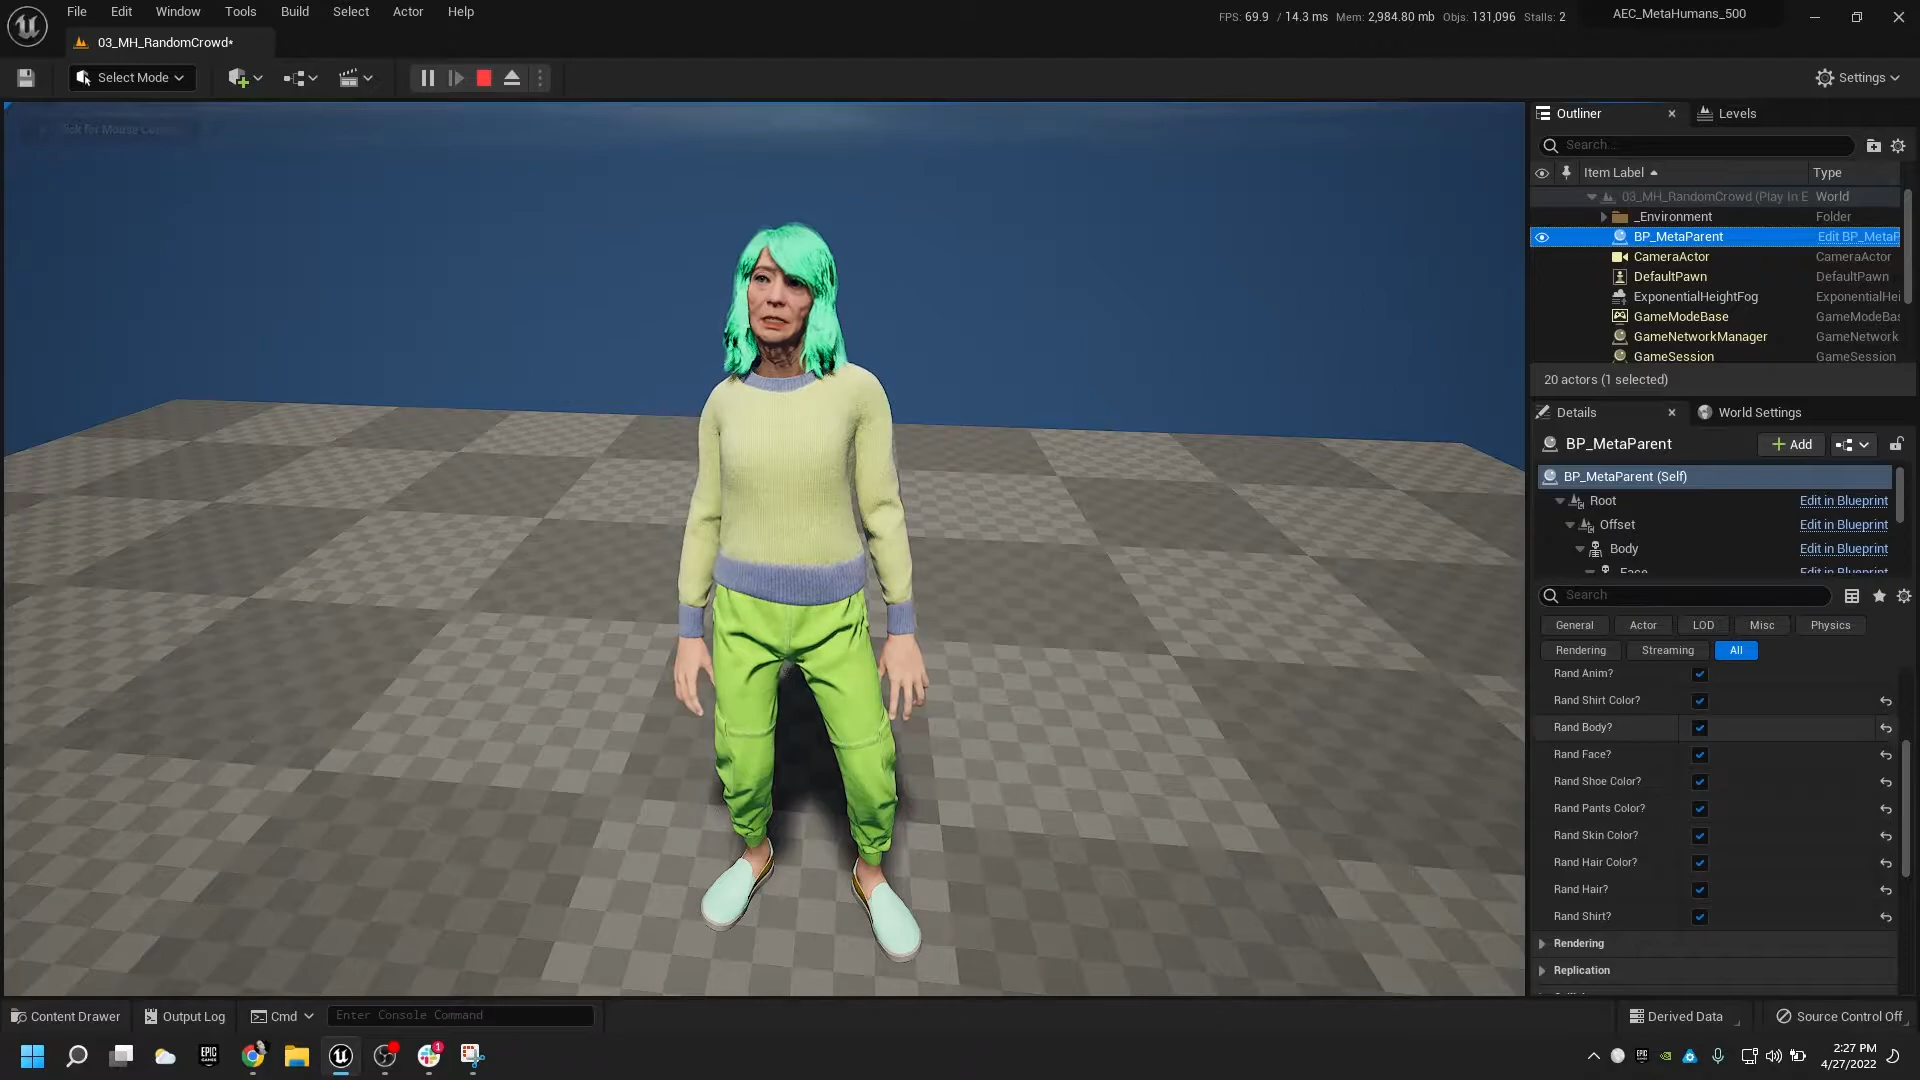 File Edit Window Tools Build Select Actor Help
FPS: 69.9 / 14.3 ms Mem: 2,984.80 mb Objs: 131,096 Stalls: 2
AEC_MetaHumans_500
03_MH_RandomCrowd*
Select Mode
Settings
Outliner
Levels
Search...
Item Label Type
03_MH_RandomCrowd (Play In E World
_Environment Folder
BP_MetaParent Edit BP_MetaP
CameraActor CameraActor
DefaultPawn DefaultPawn
ExponentialHeightFog ExponentialHei
GameModeBase GameModeBas
GameNetworkManager GameNetwork
GameSession GameSession
20 actors (1 selected)
Details
World Settings
BP_MetaParent
Add
BP_MetaParent (Self)
Root Edit in Blueprint
Offset Edit in Blueprint
Body Edit in Blueprint
Face Edit in Blueprint
Search
General Actor LOD Misc Physics
Rendering Streaming All
Rand Anim?
Rand Shirt Color?
Rand Body?
Rand Face?
Rand Shoe Color?
Rand Pants Color?
Rand Skin Color?
Rand Hair Color?
Rand Hair?
Rand Shirt?
Rendering
Replication
Content Drawer Output Log Cmd Enter Console Command
Derived Data Source Control Off
EPIC
1
2:27 PM
4/27/2022